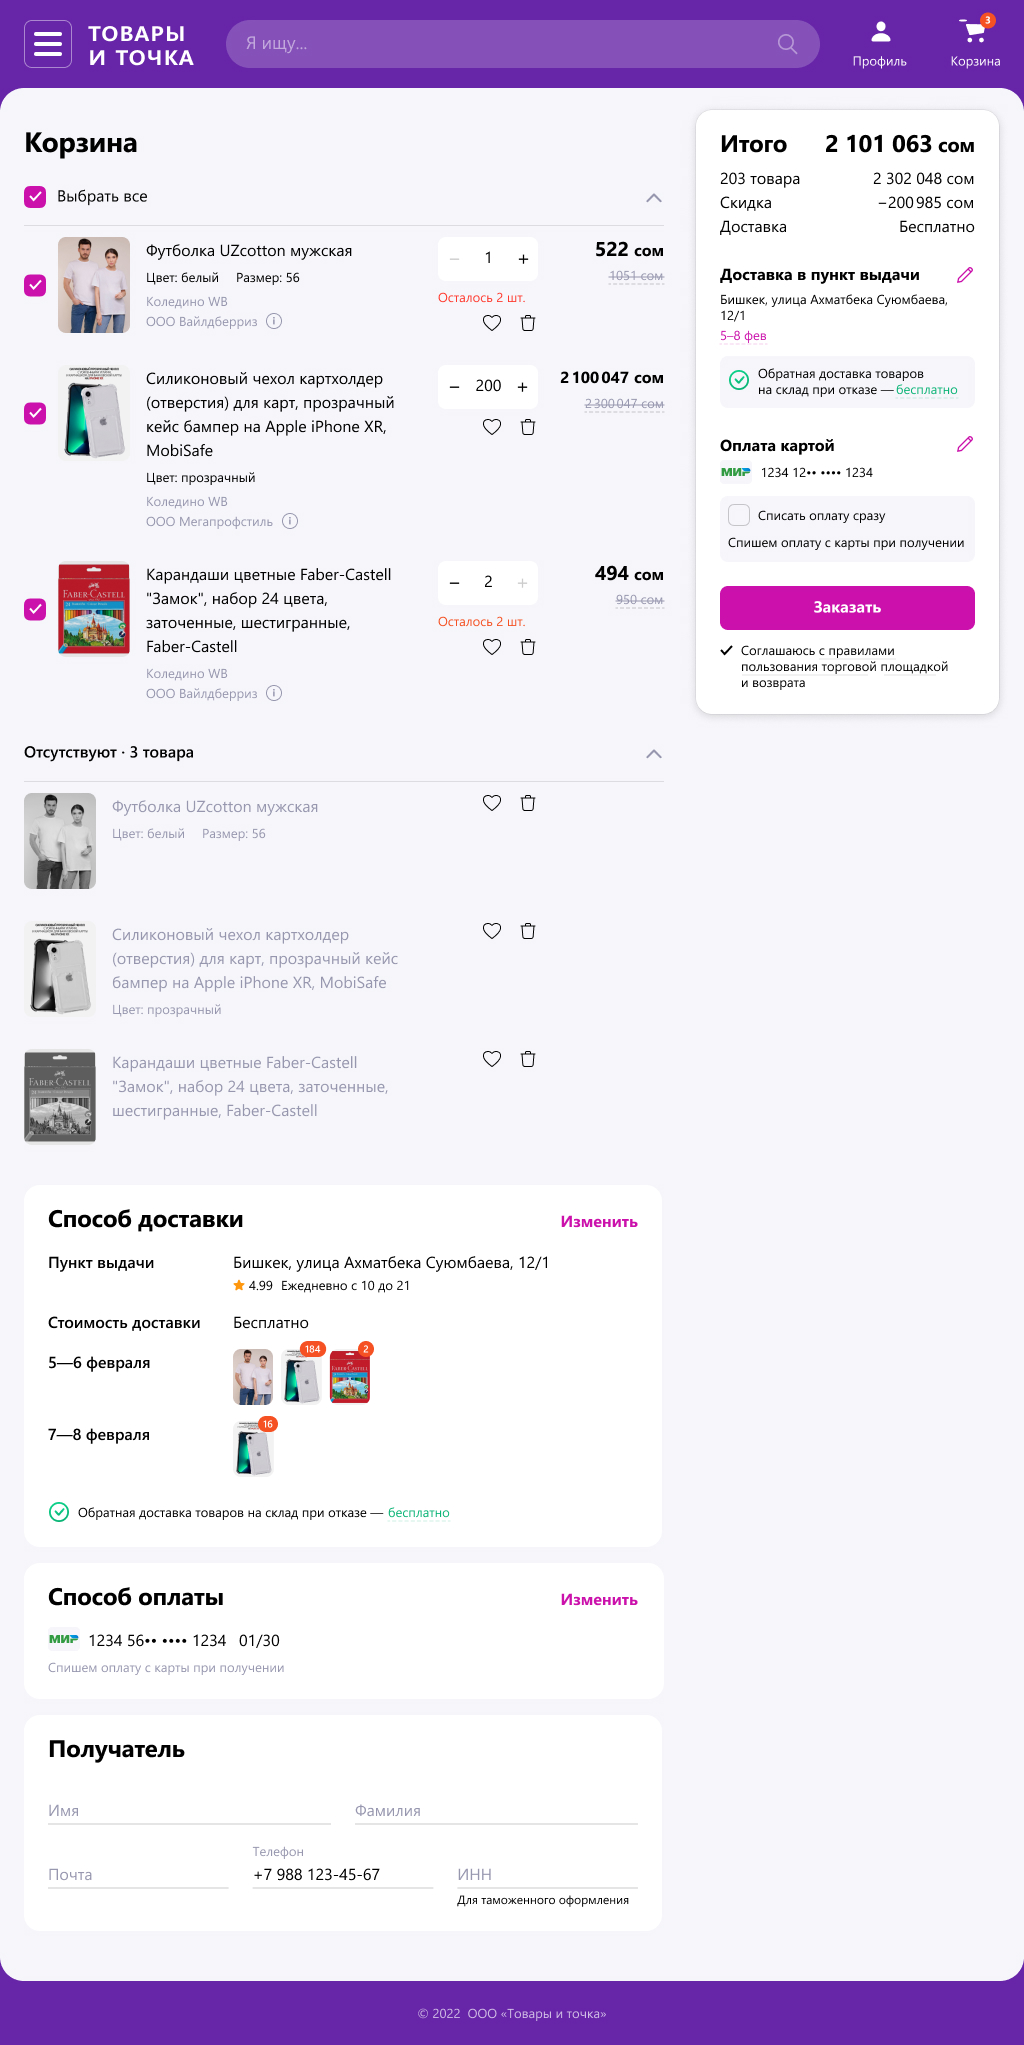 ТОВАРЫ
И ТОЧКА
Я ищу...
Профиль
3
Корзина
Корзина
Выбрать все
Футболка UZcotton мужская
Цвет: белый Размер: 56
Коледино WB
ООО Вайлдберриз
− 1 +
Осталось 2 шт.
522 сом
1051 сом
Силиконовый чехол картхолдер
(отверстия) для карт, прозрачный
кейс бампер на Apple iPhone XR,
MobiSafe
Цвет: прозрачный
Коледино WB
ООО Мегапрофстиль
− 200 +
2 100 047 сом
2 300 047 сом
FABER-CASTELL
Карандаши цветные Faber-Castell
"Замок", набор 24 цвета,
заточенные, шестигранные,
Faber-Castell
Коледино WB
ООО Вайлдберриз
− 2 +
Осталось 2 шт.
494 сом
950 сом
Итого 2 101 063 сом
203 товара 2 302 048 сом
Скидка −200 985 сом
Доставка Бесплатно
Доставка в пункт выдачи
Бишкек, улица Ахматбека Суюмбаева,
12/1
5–8 фев
Обратная доставка товаров
на склад при отказе — бесплатно
Оплата картой
МИР 1234 12•• •••• 1234
Списать оплату сразу
Спишем оплату с карты при получении
Заказать
Соглашаюсь с правилами
пользования торговой площадкой
и возврата
Отсутствуют · 3 товара
Футболка UZcotton мужская
Цвет: белый Размер: 56
Силиконовый чехол картхолдер
(отверстия) для карт, прозрачный кейс
бампер на Apple iPhone XR, MobiSafe
Цвет: прозрачный
FABER-CASTELL
Карандаши цветные Faber-Castell
"Замок", набор 24 цвета, заточенные,
шестигранные, Faber-Castell
Способ доставки Изменить
Пункт выдачи Бишкек, улица Ахматбека Суюмбаева, 12/1
4.99 Ежедневно с 10 до 21
Стоимость доставки Бесплатно
5—6 февраля
184
2
FABER-CASTELL
7—8 февраля
16
Обратная доставка товаров на склад при отказе — бесплатно
Способ оплаты Изменить
МИР 1234 56•• •••• 1234 01/30
Спишем оплату с карты при получении
Получатель
Имя Фамилия
Телефон
Почта +7 988 123-45-67 ИНН
Для таможенного оформления
© 2022 ООО «Товары и точка»